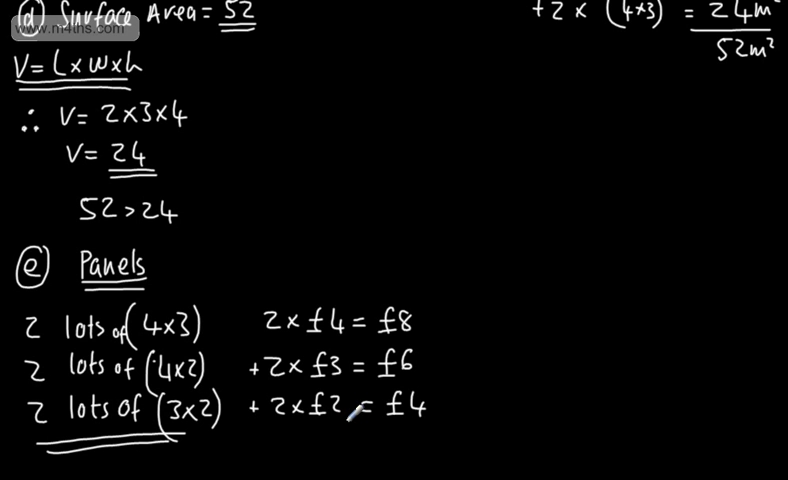 (d) Surface Area = 52
www.m4ths.com
+ 2 × (4×3) = 24m²
52m²
V = L×w×h
∴ V = 2×3×4
V = 24
52 > 24
(e) Panels
2 lots of (4×3) 2×£4 = £8
2 lots of (4×2) +2×£3 = £6
2 lots of (3×2) +2×£2 = £4